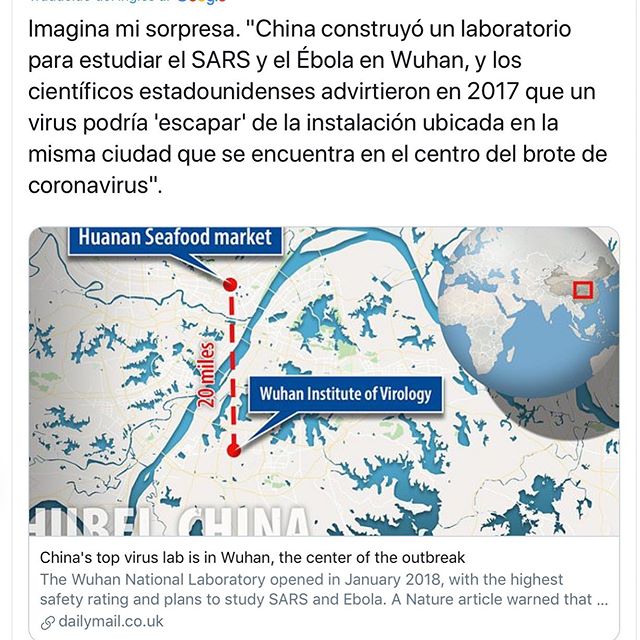 Imagina mi sorpresa. "China construyó un laboratorio
para estudiar el SARS y el Ébola en Wuhan, y los
científicos estadounidenses advirtieron en 2017 que un
virus podría 'escapar' de la instalación ubicada en la
misma ciudad que se encuentra en el centro del brote de
coronavirus".
Huanan Seafood market
20 miles
Wuhan Institute of Virology
HUBEI, CHINA
China's top virus lab is in Wuhan, the center of the outbreak
The Wuhan National Laboratory opened in January 2018, with the highest
safety rating and plans to study SARS and Ebola. A Nature article warned that ...
dailymail.co.uk